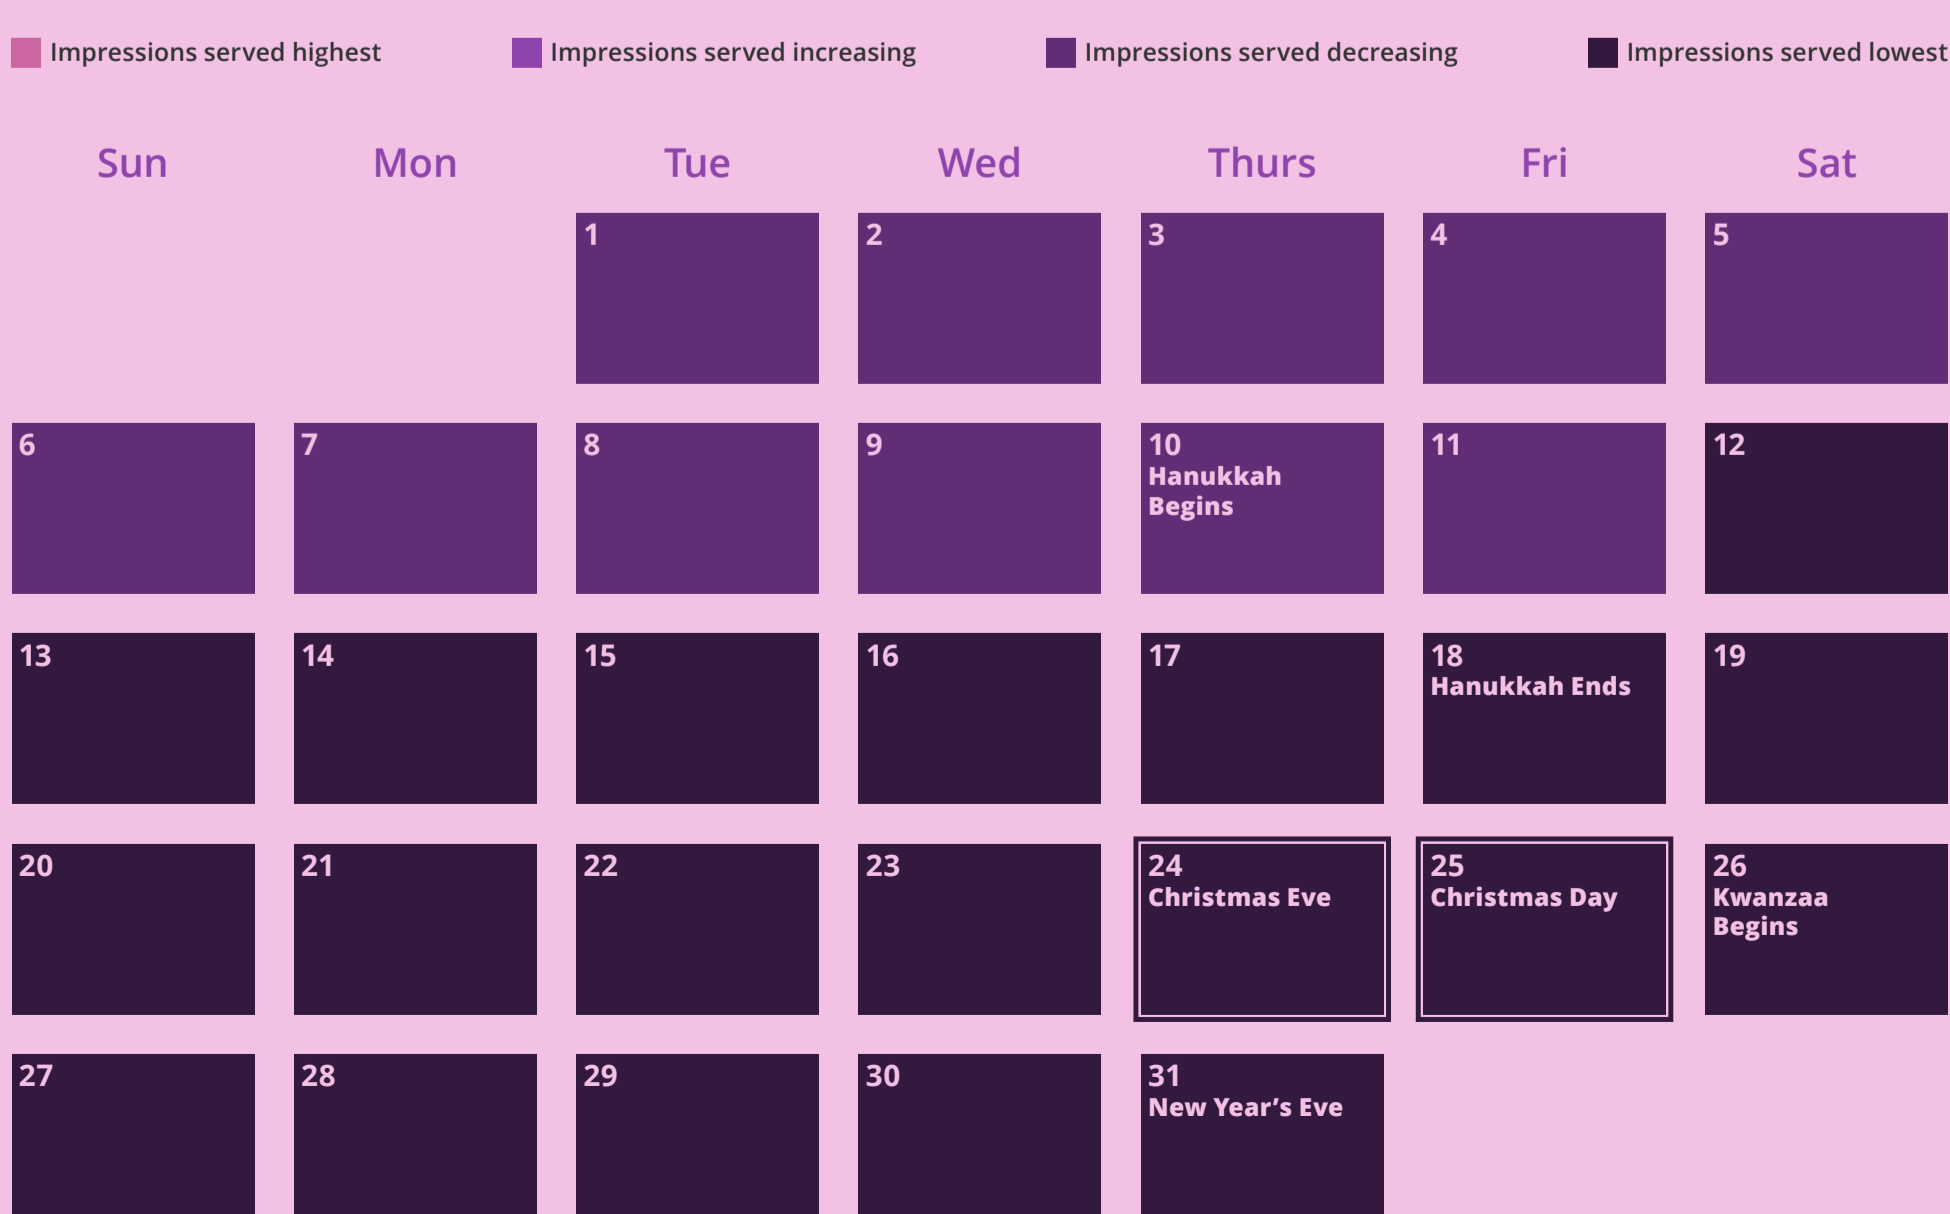 Impressions served highest
Impressions served increasing
Impressions served decreasing
Impressions served lowest
Sun Mon Tue Wed Thurs Fri Sat
1 2 3 4 5
6 7 8 9 10 11 12
Hanukkah
Begins
13 14 15 16 17 18 19
Hanukkah Ends
20 21 22 23 24 25 26
Christmas Eve Christmas Day Kwanzaa
Begins
27 28 29 30 31
New Year’s Eve